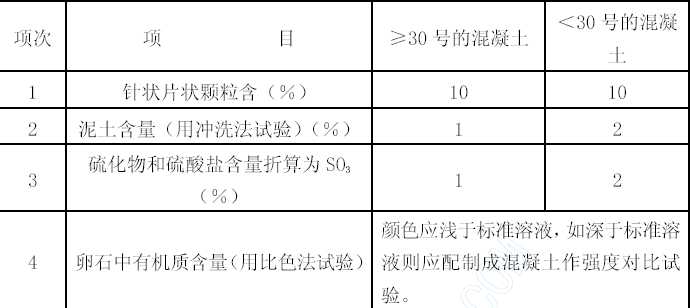 项次 项 目 ≥30 号的混凝土 <30 号的混凝
土
1 针状片状颗粒含（%） 10 10
2 泥土含量（用冲洗法试验）（%） 1 2
3 硫化物和硫酸盐含量折算为 SO₃
（%） 1 2
4 卵石中有机质含量（用比色法试验） 颜色应浅于标准溶液，如深于标准溶
液则应配制成混凝土作强度对比试
验。